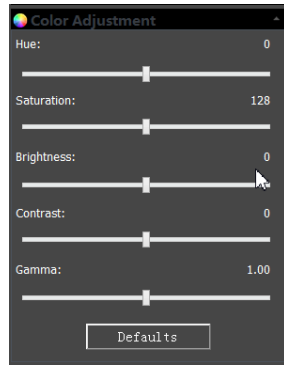 Color Adjustment
Hue: 0
Saturation: 128
Brightness: 0
Contrast: 0
Gamma: 1.00
Defaults